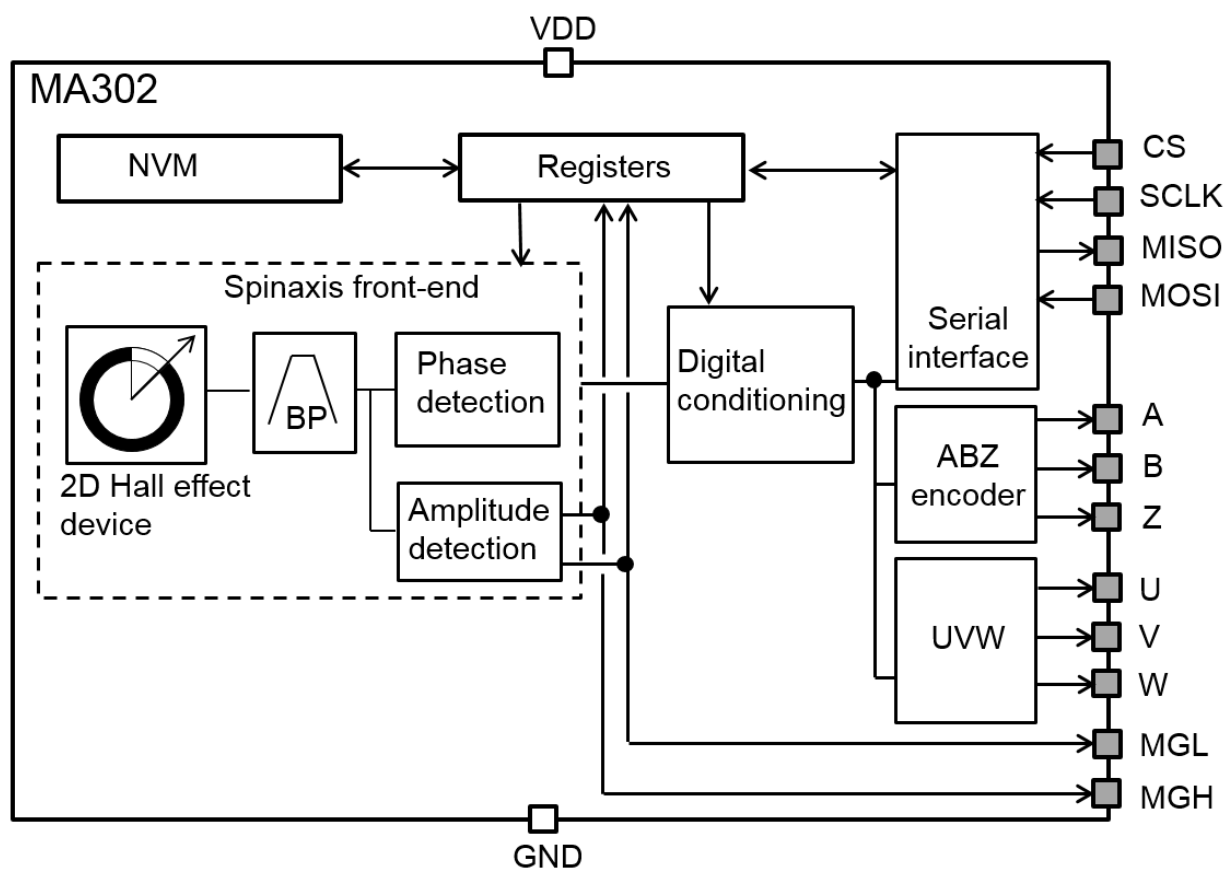 VDD
MA302
NVM
Registers
CS
SCLK
MISO
MOSI
Serial
interface
Spinaxis front-end
Phase
detection
BP
2D Hall effect
device
Amplitude
detection
Digital
conditioning
ABZ
encoder
A
B
Z
UVW
U
V
W
MGL
MGH
GND